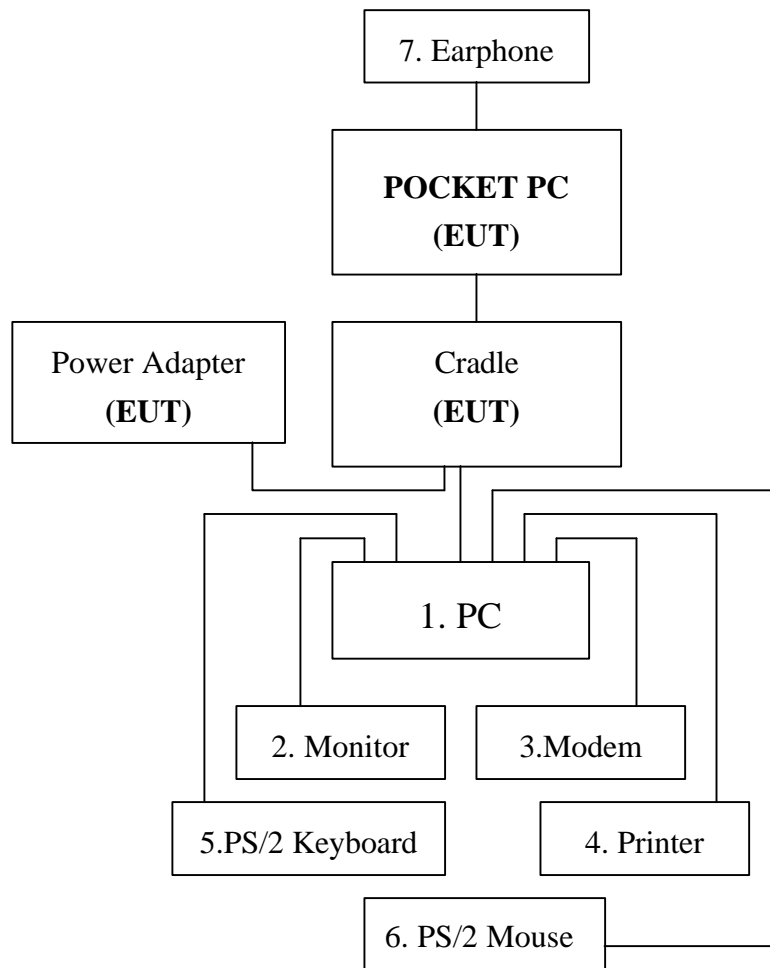 7. Earphone
POCKET PC
(EUT)
Power Adapter
(EUT)
Cradle
(EUT)
1. PC
2. Monitor
3.Modem
5.PS/2 Keyboard
4. Printer
6. PS/2 Mouse